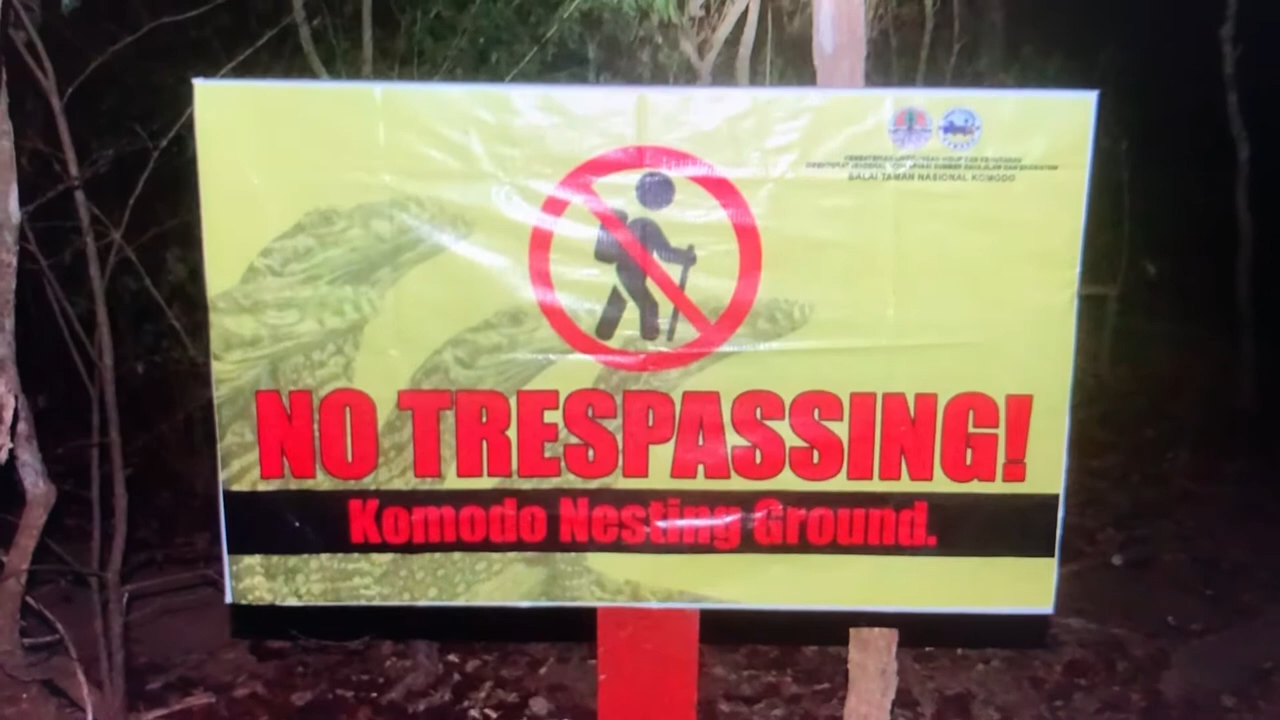 KEMENTERIAN LINGKUNGAN HIDUP DAN KEHUTANAN
DIREKTORAT JENDERAL KONSERVASI SUMBER DAYA ALAM DAN EKOSISTEM
BALAI TAMAN NASIONAL KOMODO
NO TRESPASSING!
Komodo Nesting Ground.